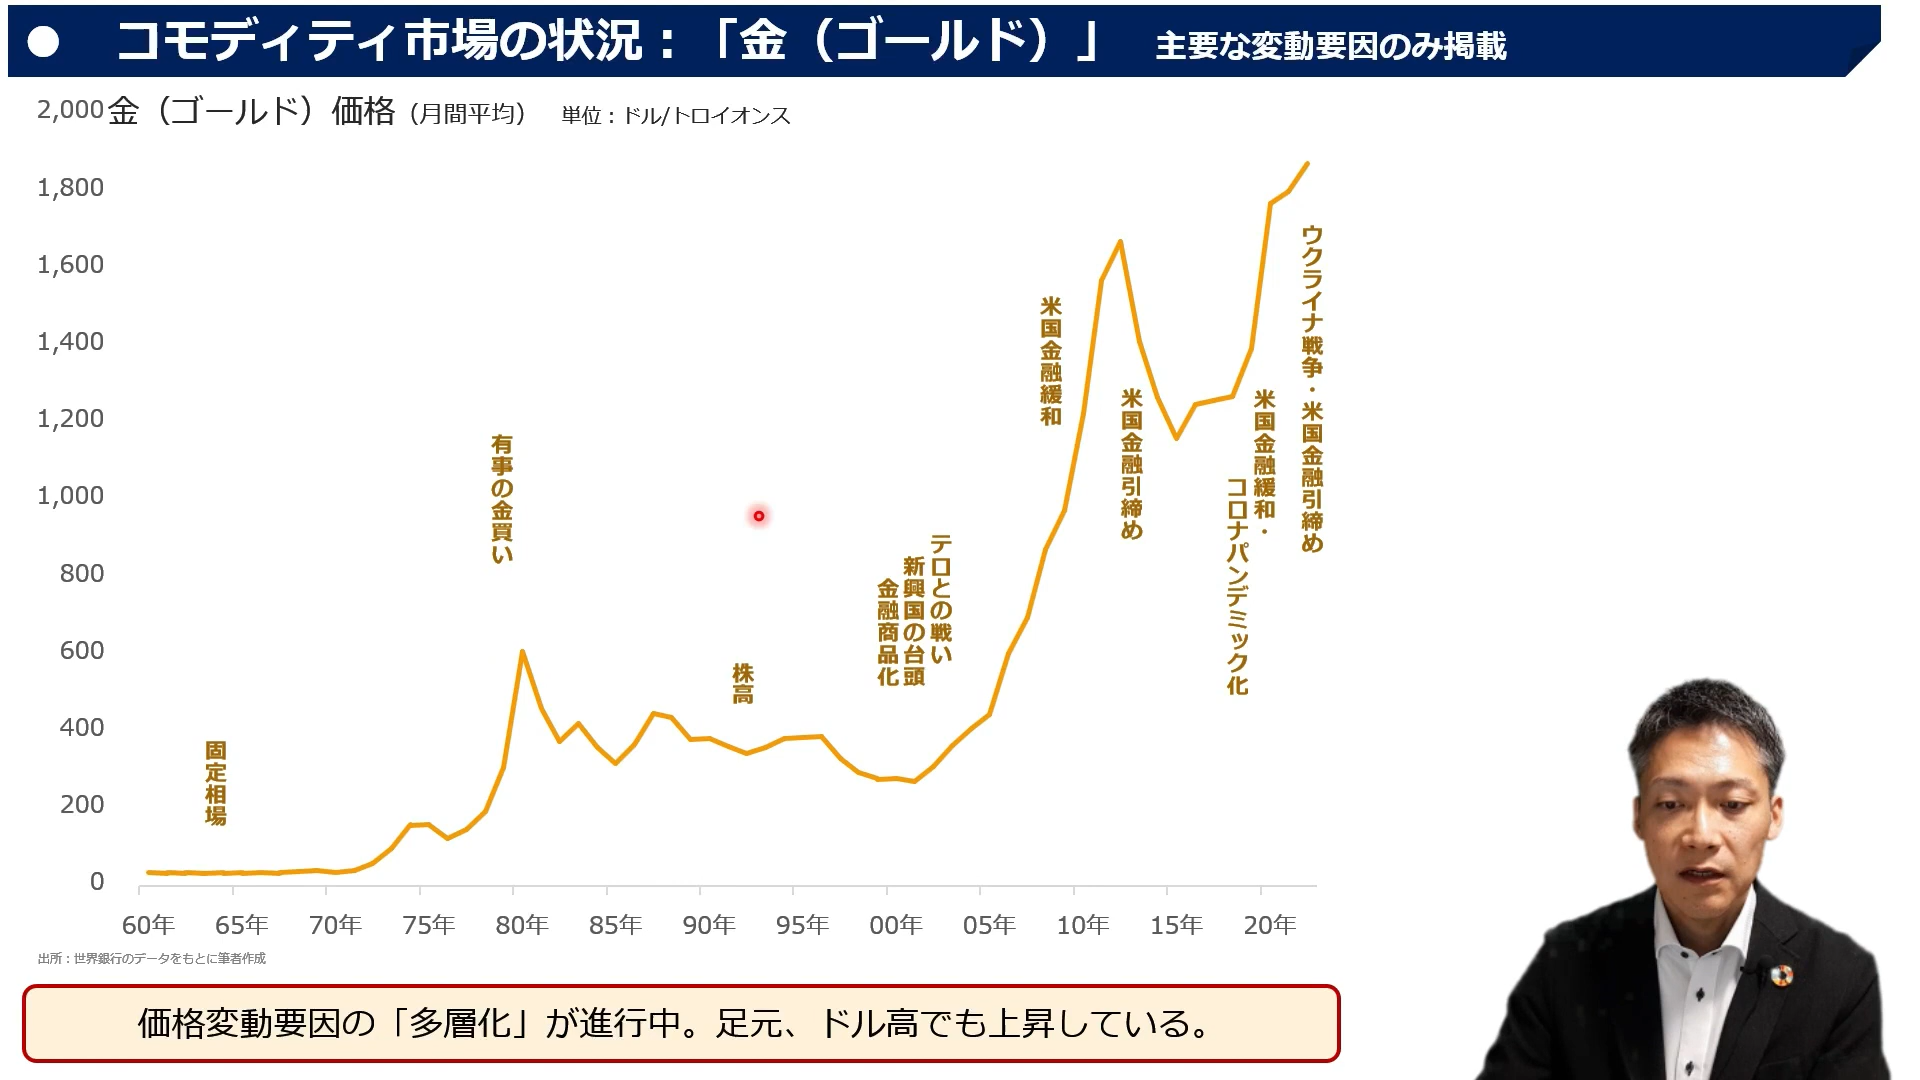 コモディティ市場の状況：「金（ゴールド）」 主要な変動要因のみ掲載
金（ゴールド）価格（月間平均） 単位：ドル/トロイオンス
2,000
1,800
1,600
1,400
1,200
1,000
800
600
400
200
0
固定相場
有事の金買い
株高
金融商品化
新興国の台頭
テロとの戦い
米国金融緩和
米国金融引締め
米国金融緩和・
コロナパンデミック化
ウクライナ戦争・米国金融引締め
60年 65年 70年 75年 80年 85年 90年 95年 00年 05年 10年 15年 20年
出所：世界銀行のデータをもとに筆者作成
価格変動要因の「多層化」が進行中。足元、ドル高でも上昇している。